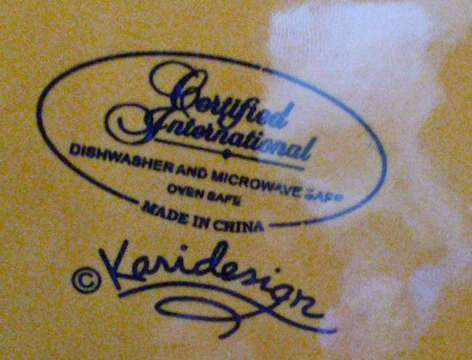 Certified
International
DISHWASHER AND MICROWAVE SAFE
OVEN SAFE
MADE IN CHINA
© Karidesign